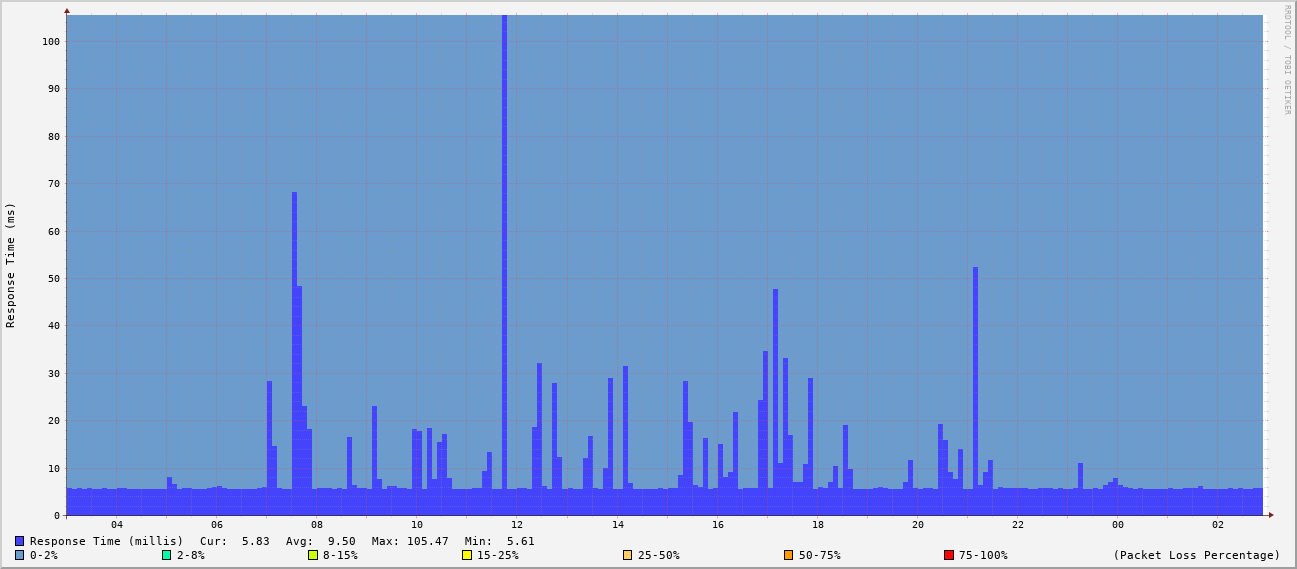 RRDTOOL / TOBI OETIKER
Response Time (ms)
100
90
80
70
60
50
40
30
20
10
0
04 06 08 10 12 14 16 18 20 22 00 02
Response Time (millis) Cur: 5.83 Avg: 9.50 Max: 105.47 Min: 5.61
0-2% 2-8% 8-15% 15-25% 25-50% 50-75% 75-100% (Packet Loss Percentage)